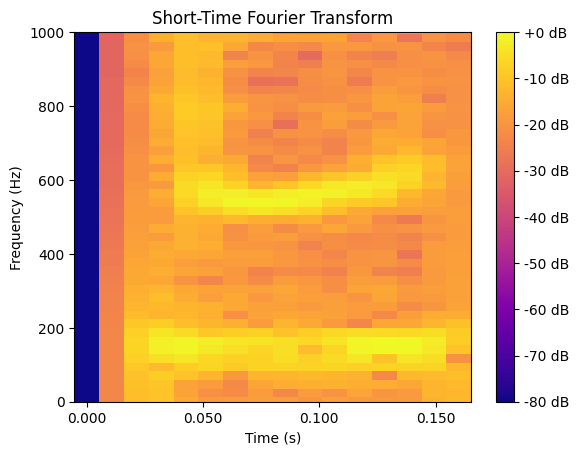 Short-Time Fourier Transform
Frequency (Hz)
1000
800
600
400
200
0
0.000
0.050
0.100
0.150
Time (s)
+0 dB
-10 dB
-20 dB
-30 dB
-40 dB
-50 dB
-60 dB
-70 dB
-80 dB